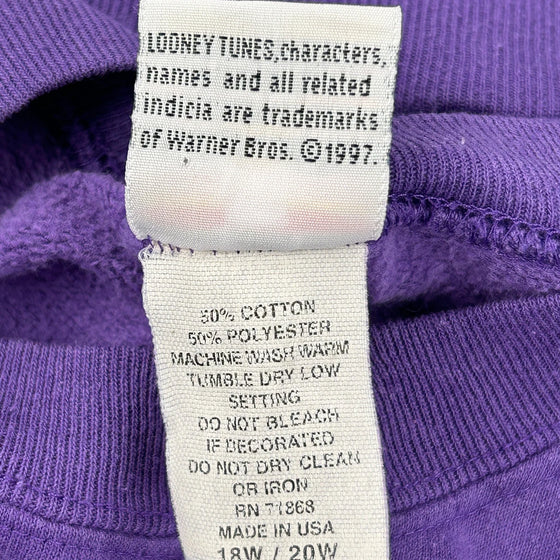 LOONEY TUNES, characters,
names and all related
indicia are trademarks
of Warner Bros. ©1997.
50% COTTON
50% POLYESTER
MACHINE WASH WARM
TUMBLE DRY LOW
SETTING
DO NOT BLEACH
IF DECORATED
DO NOT DRY CLEAN
OR IRON
RN 71868
MADE IN USA
18W / 20W